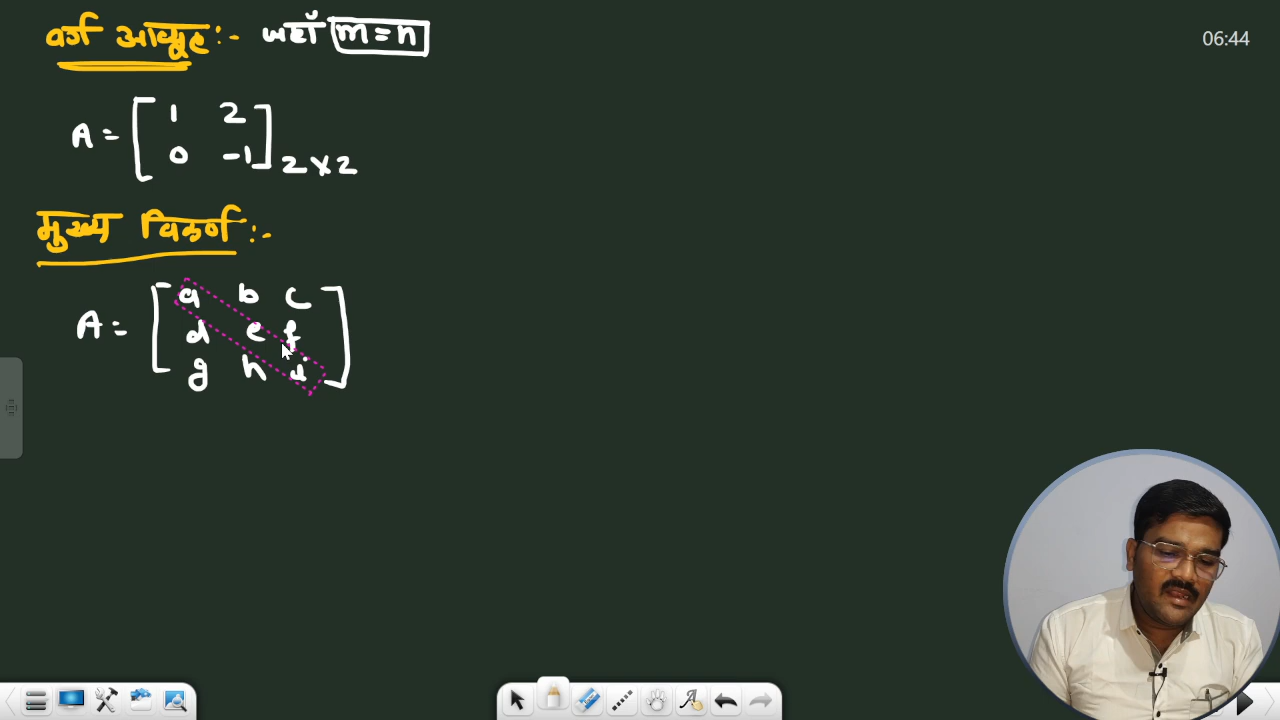 वर्ग आव्यूह :- जहाँ m = n
06:44
A = [ 1 2
0 -1 ] 2 x 2
मुख्य विकर्ण :-
A = [ a b c
d e f
g h i ]